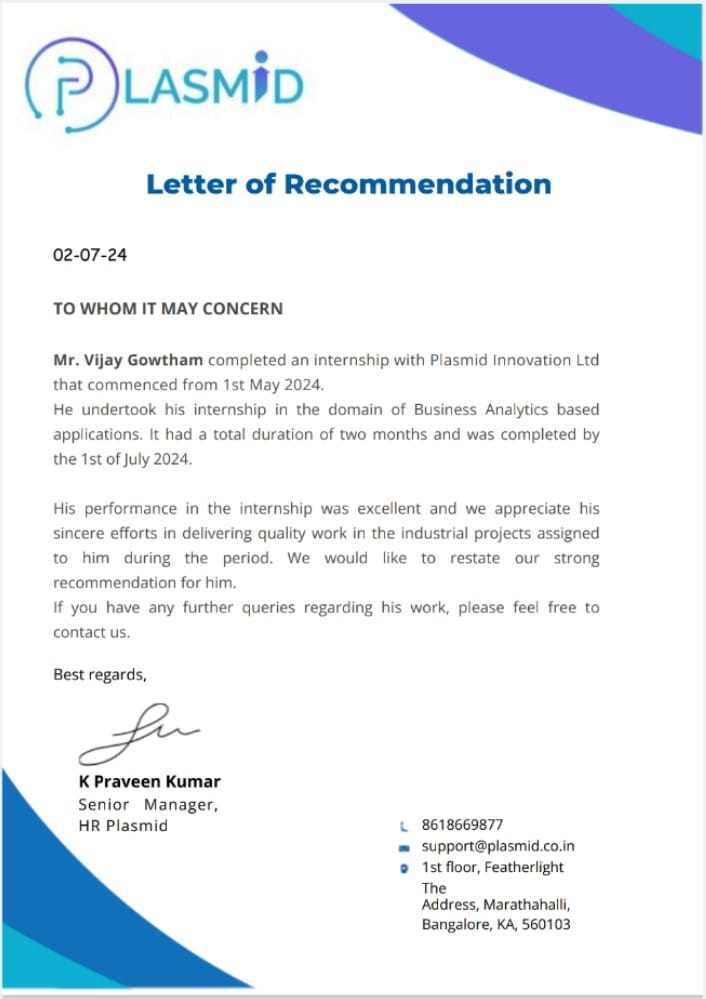 PLASMiD
Letter of Recommendation
02-07-24
TO WHOM IT MAY CONCERN
Mr. Vijay Gowtham completed an internship with Plasmid Innovation Ltd
that commenced from 1st May 2024.
He undertook his internship in the domain of Business Analytics based
applications. It had a total duration of two months and was completed by
the 1st of July 2024.
His performance in the internship was excellent and we appreciate his
sincere efforts in delivering quality work in the industrial projects assigned
to him during the period. We would like to restate our strong
recommendation for him.
If you have any further queries regarding his work, please feel free to
contact us.
Best regards,
K Praveen Kumar
Senior Manager,
HR Plasmid
8618669877
support@plasmid.co.in
1st floor, Featherlight
The
Address, Marathahalli,
Bangalore, KA, 560103